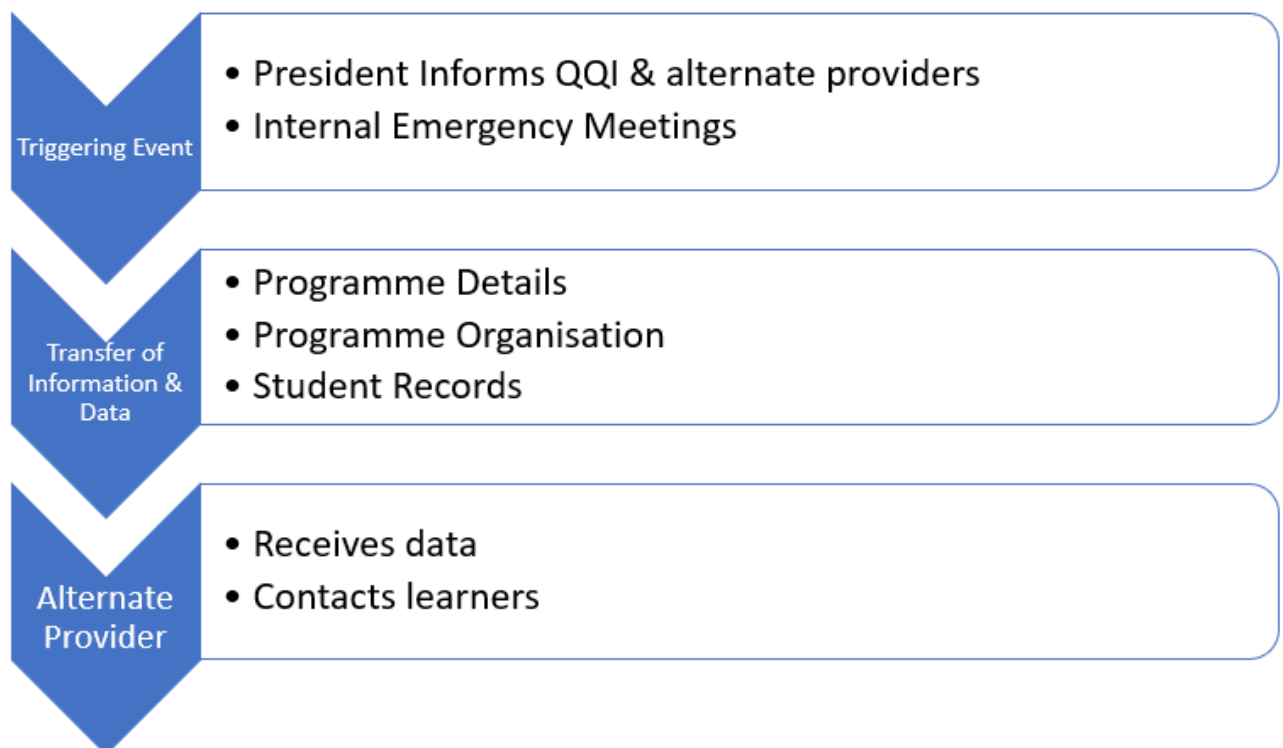 Triggering Event
• President Informs QQI & alternate providers
• Internal Emergency Meetings
Transfer of
Information &
Data
• Programme Details
• Programme Organisation
• Student Records
Alternate
Provider
• Receives data
• Contacts learners